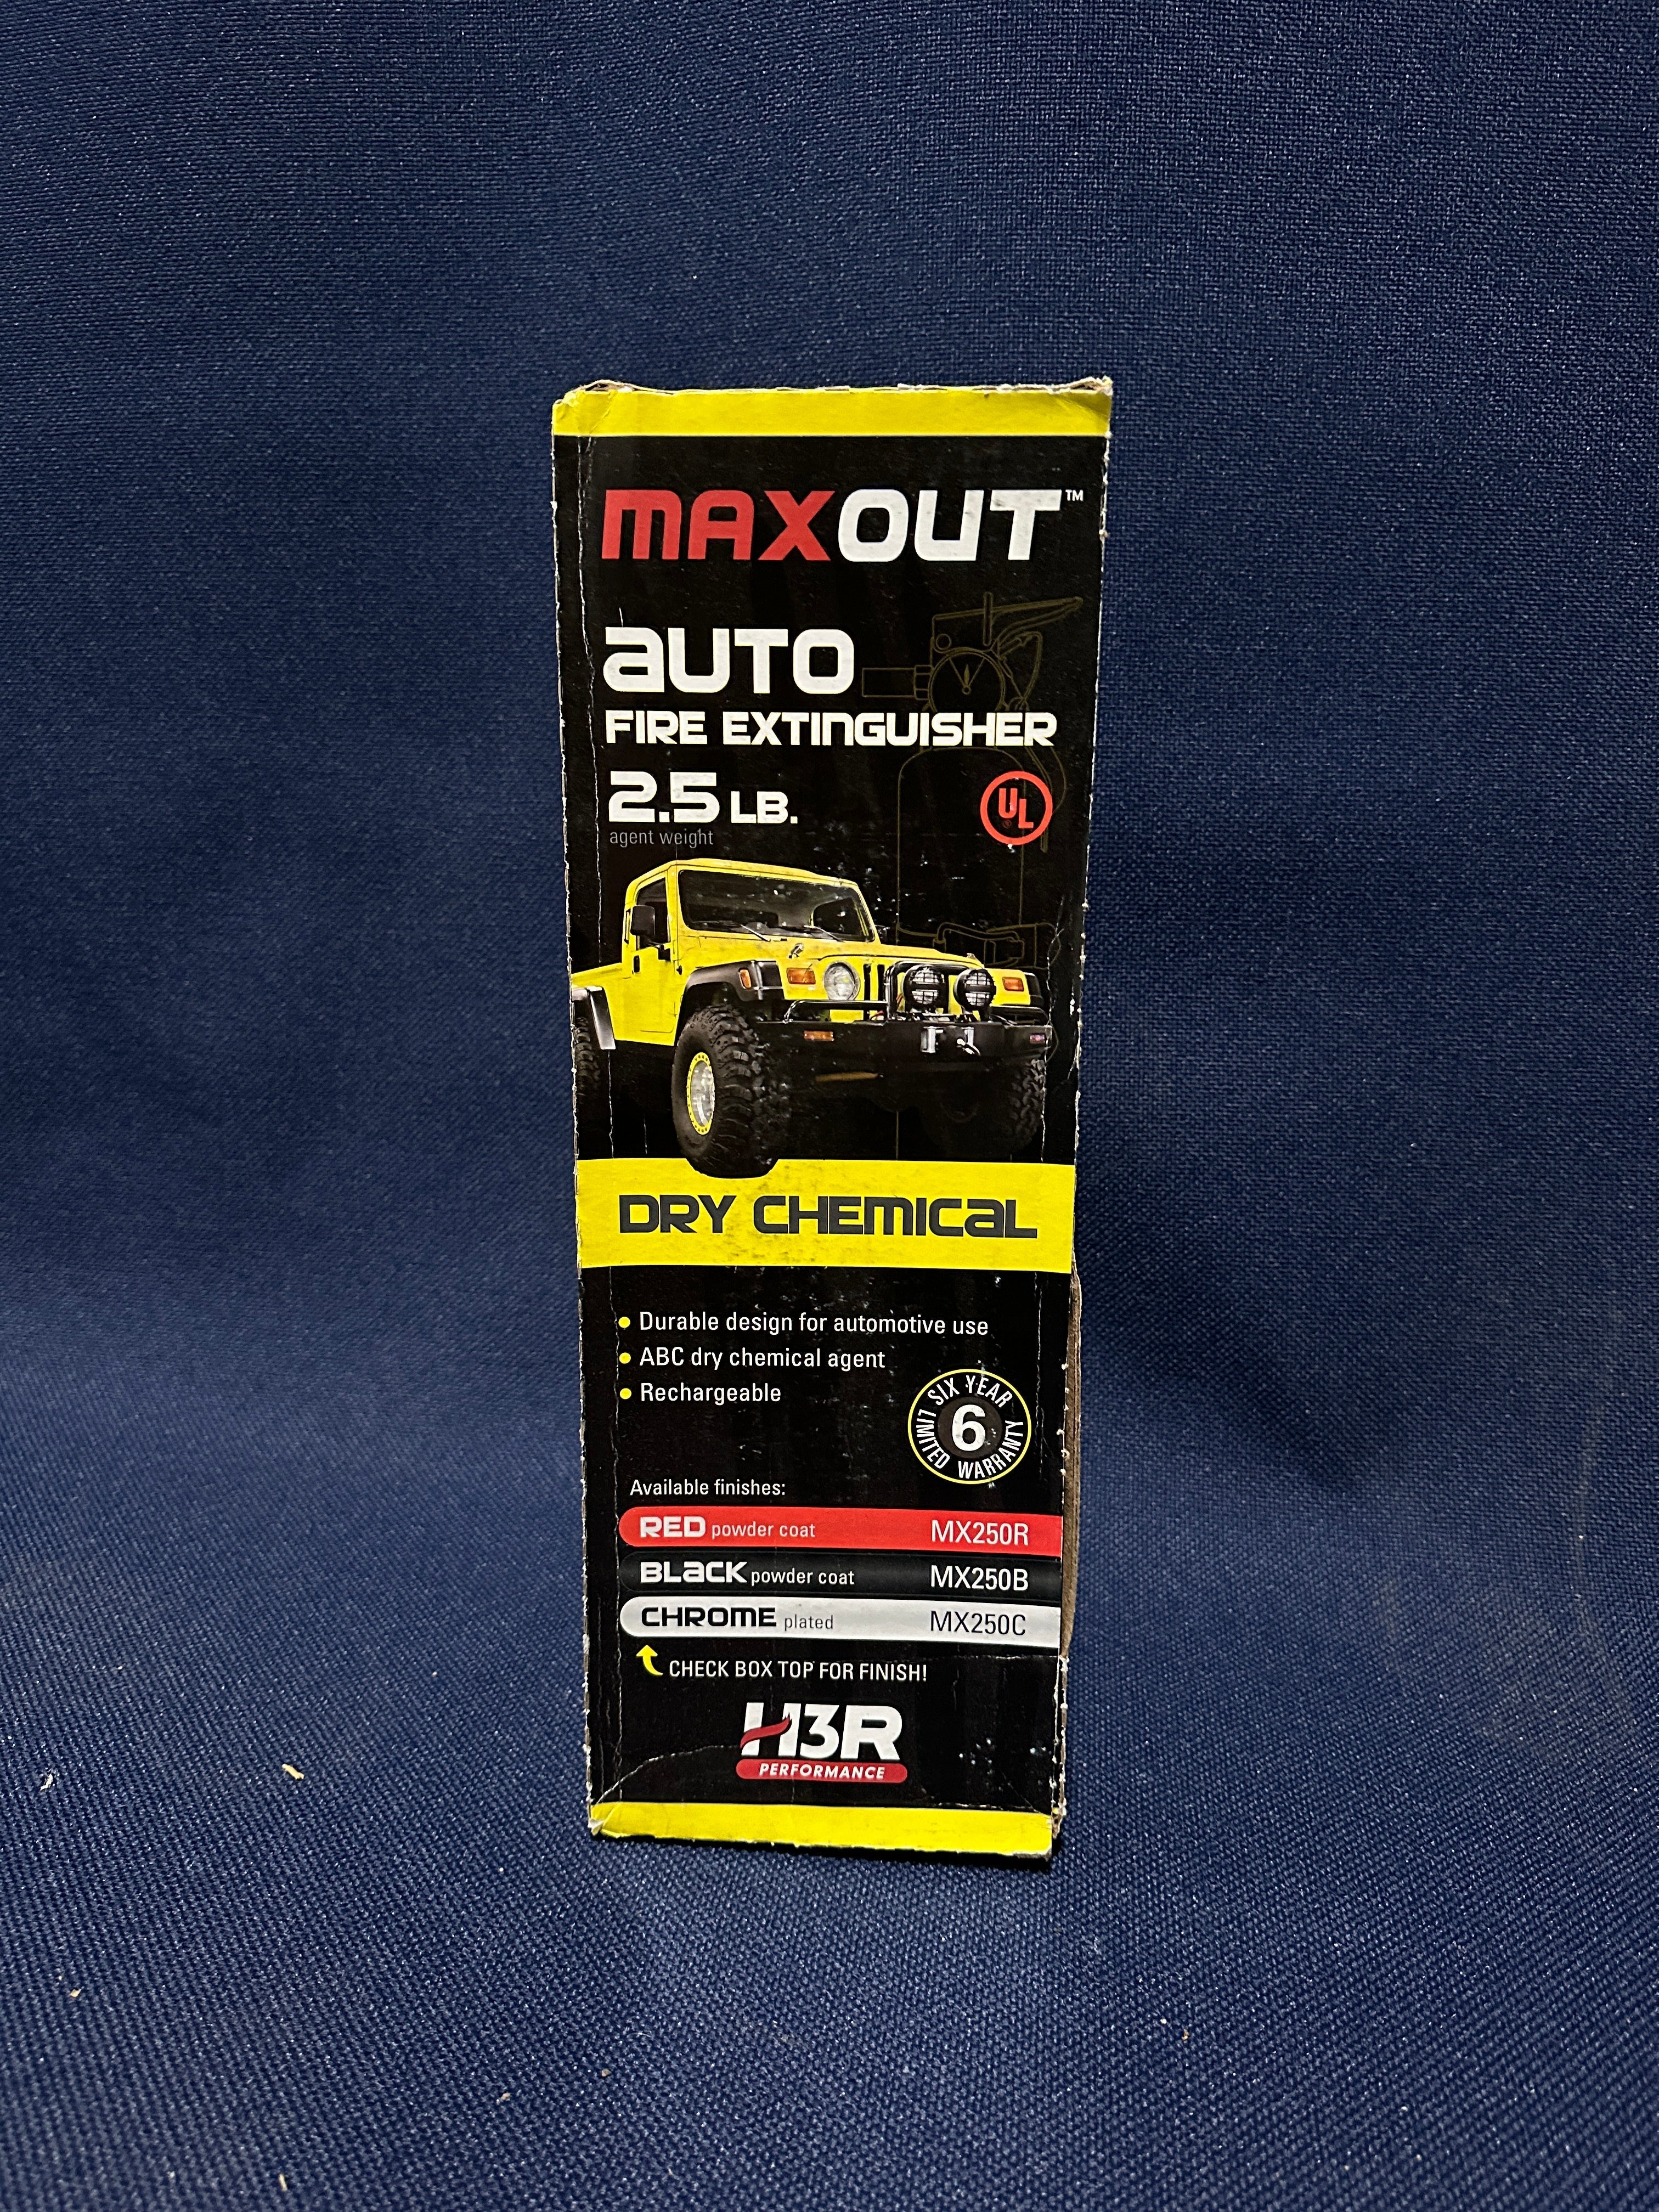 MAXOUT™
AUTO
FIRE EXTINGUISHER
2.5 LB.
agent weight
UL
DRY CHEMICAL
• Durable design for automotive use
• ABC dry chemical agent
• Rechargeable
SIX YEAR
6
LIMITED WARRANTY
Available finishes:
RED powder coat MX250R
BLACK powder coat MX250B
CHROME plated MX250C
CHECK BOX TOP FOR FINISH!
H3R
PERFORMANCE